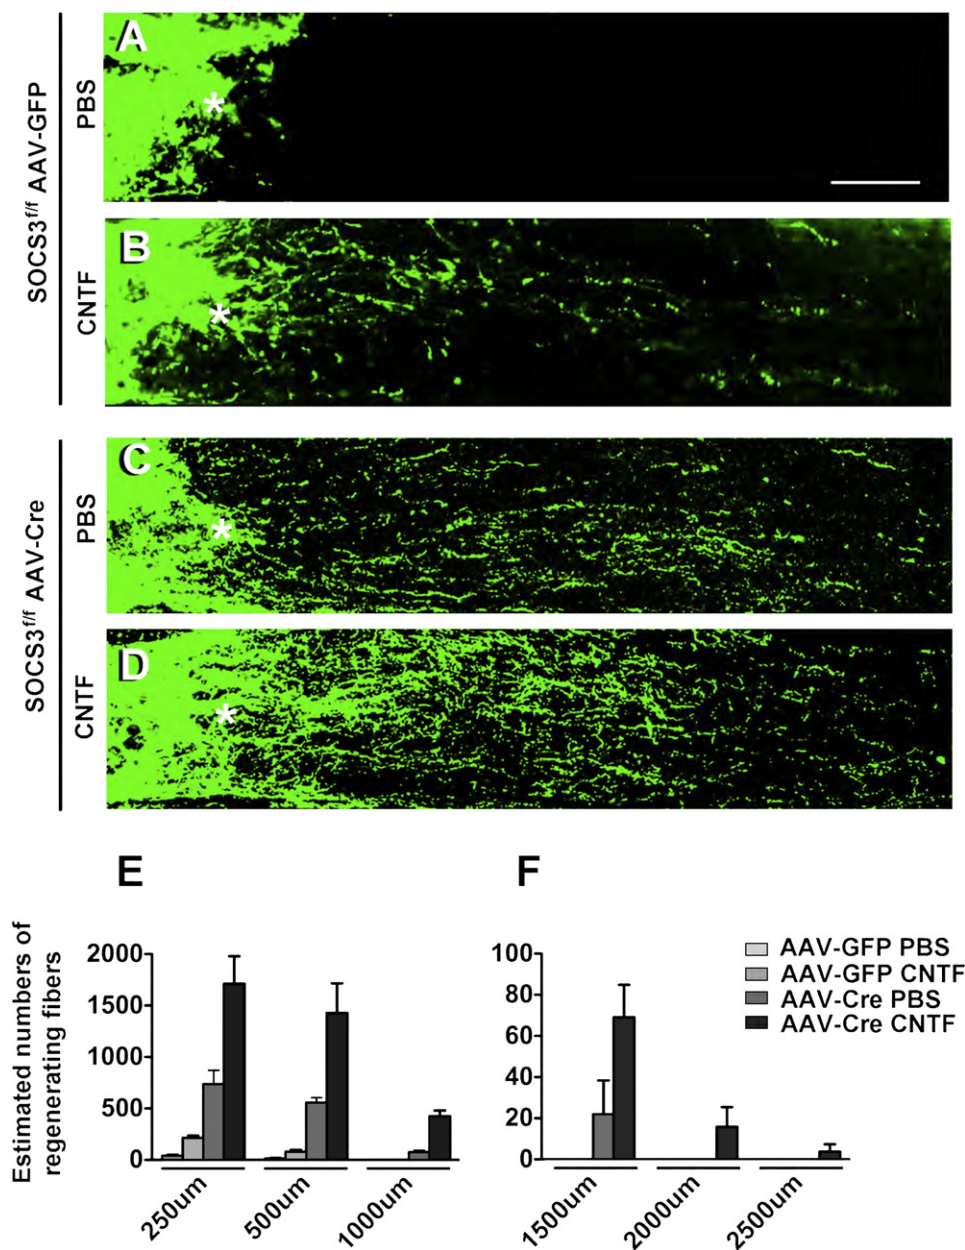 SOCS3f/f AAV-GFP
PBS
A
*
CNTF
B
*
SOCS3f/f AAV-Cre
PBS
C
*
CNTF
D
*
E
F
Estimated numbers of
regenerating fibers
2000
1500
1000
500
0
250um
500um
1000um
100
80
60
40
20
0
1500um
2000um
2500um
AAV-GFP PBS
AAV-GFP CNTF
AAV-Cre PBS
AAV-Cre CNTF